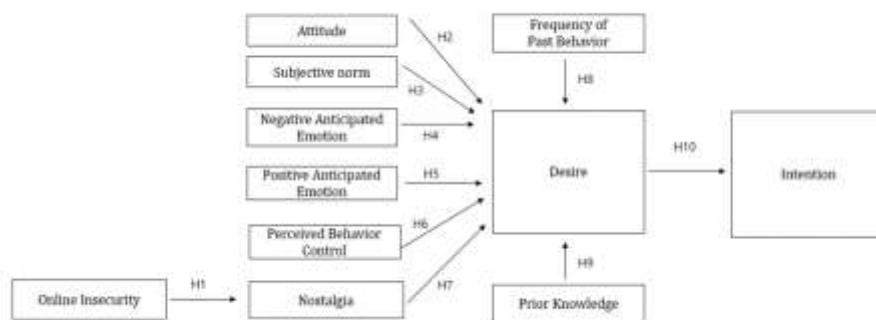 Attitude
H2
Frequency of
Past Behavior
Subjective norm
H3
H8
Negative Anticipated
Emotion
H4
Positive Anticipated
Emotion
H5
Desire
H10
Intention
Perceived Behavior
Control
H6
Online Insecurity
H1
Nostalgia
H7
H9
Prior Knowledge